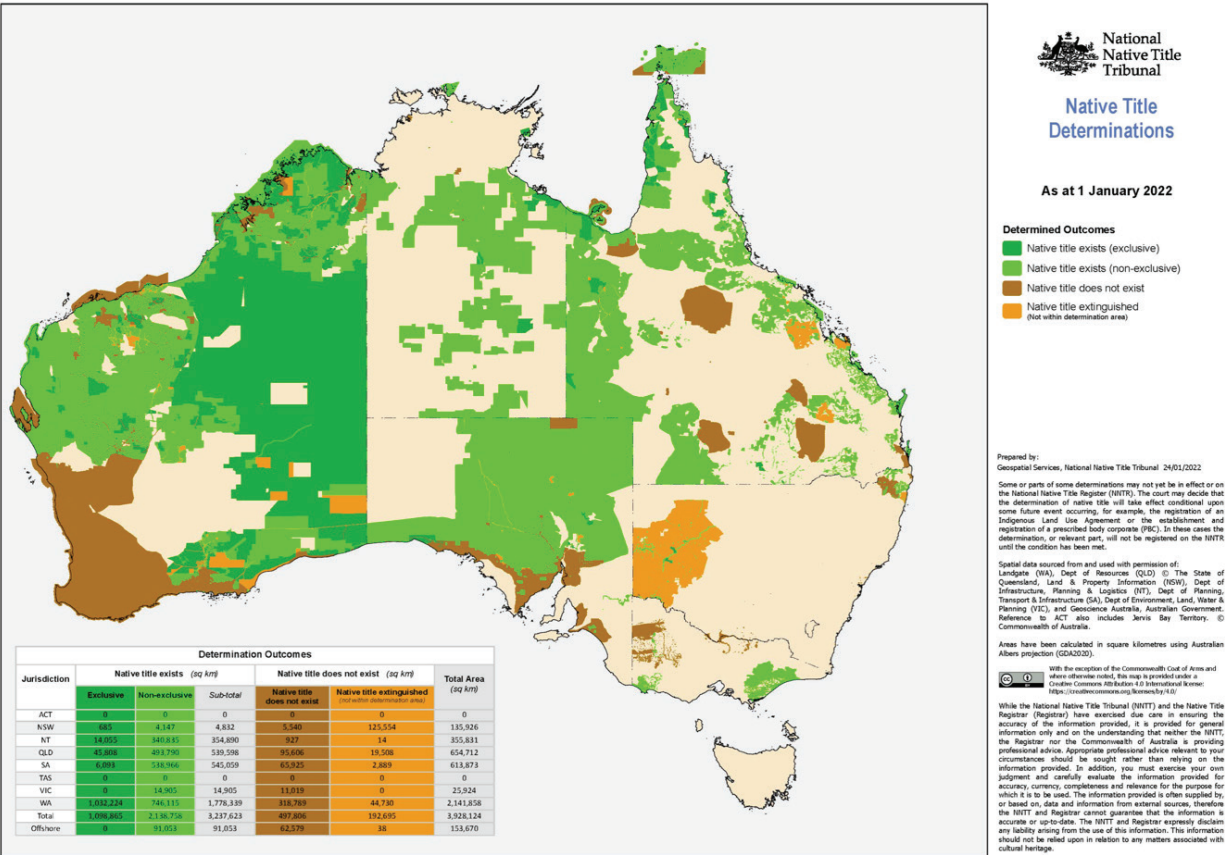 National
Native Title
Tribunal
Native Title
Determinations
As at 1 January 2022
Determined Outcomes
Native title exists (exclusive)
Native title exists (non-exclusive)
Native title does not exist
Native title extinguished
(Not within determination area)
Prepared by:
Geospatial Services, National Native Title Tribunal 24/01/2022
Some or parts of some determinations may not yet be in effect or on
the National Native Title Register (NNTR). The court may decide that
the determination of native title will take effect conditional upon
some future event occurring, for example, the registration of an
Indigenous Land Use Agreement or the establishment and
registration of a prescribed body corporate (PBC). In these cases the
determination, or relevant part, will not be registered on the NNTR
until the condition has been met.
Spatial data sourced from and used with permission of:
Landgate (WA), Dept of Resources (QLD) © The State of
Queensland, Land & Property Information (NSW), Dept of
Infrastructure, Planning & Logistics (NT), Dept of Planning,
Transport & Infrastructure (SA), Dept of Environment, Land, Water &
Planning (VIC), and Geoscience Australia, Australian Government.
Reference to ACT also includes Jervis Bay Territory. ©
Commonwealth of Australia.
Areas have been calculated in square kilometres using Australian
Albers projection (GDA2020).
cc BY
With the exception of the Commonwealth Coat of Arms and
where otherwise noted, this map is provided under a
Creative Commons Attribution 4.0 International license:
https://creativecommons.org/licenses/by/4.0/
While the National Native Title Tribunal (NNTT) and the Native Title
Registrar (Registrar) have exercised due care in ensuring the
accuracy of the information provided, it is provided for general
information only and on the understanding that neither the NNTT,
the Registrar nor the Commonwealth of Australia is providing
professional advice. Appropriate professional advice relevant to your
circumstances should be sought rather than relying on the
information provided. In addition, you must exercise your own
judgment and carefully evaluate the information provided for
accuracy, currency, completeness and relevance for the purpose for
which it is to be used. The information provided is often supplied by,
or based on, data and information from external sources, therefore
the NNTT and Registrar cannot guarantee that the information is
accurate or up-to-date. The NNTT and Registrar expressly disclaim
any liability arising from the use of this information. This information
should not be relied upon in relation to any matters associated with
cultural heritage.
Determination Outcomes
Jurisdiction Native title exists (sq km) Native title does not exist (sq km) Total Area (sq km)
Exclusive Non-exclusive Sub-total Native title does not exist Native title extinguished (not within determination area)
ACT 0 0 0 0 0 0
NSW 685 4,147 4,832 5,540 125,554 135,926
NT 14,055 340,835 354,890 927 14 355,831
QLD 45,808 493,790 539,598 95,606 19,508 654,712
SA 6,093 538,966 545,059 65,925 2,889 613,873
TAS 0 0 0 0 0 0
VIC 0 14,905 14,905 11,019 0 25,924
WA 1,032,224 746,115 1,778,339 318,789 44,730 2,141,858
Total 1,098,865 2,138,758 3,237,623 497,806 192,695 3,928,124
Offshore 0 91,053 91,053 62,579 38 153,670